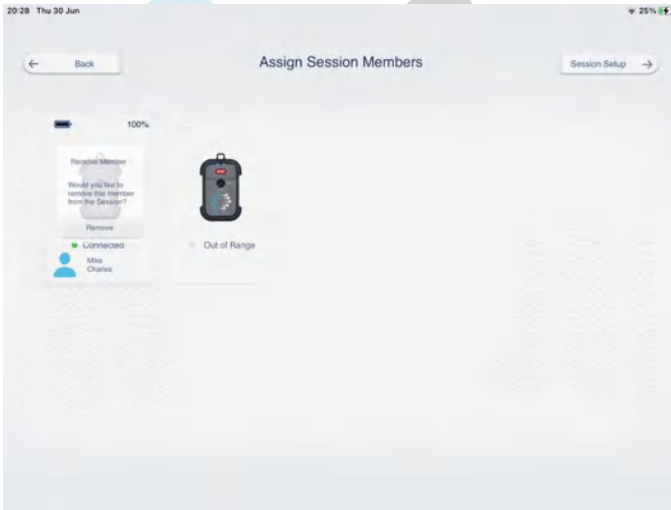 20:28 Thu 30 Jun
25%
Back
Assign Session Members
Session Setup
100%
Remove Member
Would you like to
remove this member
from the Session?
Remove
Connected
Mike
Charles
Out of Range